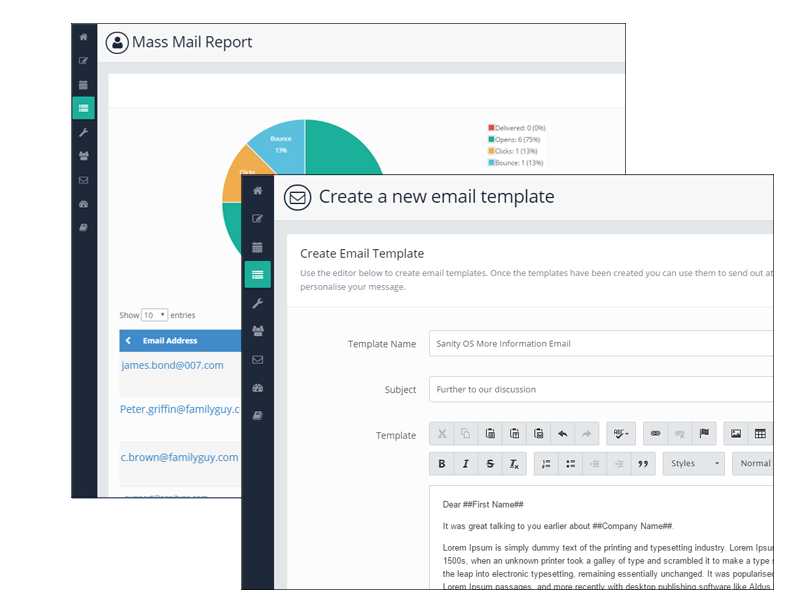 Mass Mail Report
Bounce
13%
Clicks
Delivered: 0 (0%)
Opens: 6 (75%)
Clicks: 1 (13%)
Bounce: 1 (13%)
Show 10 entries
Email Address
james.bond@007.com
Peter.griffin@familyguy.c
c.brown@familyguy.com
Create a new email template
Create Email Template
Use the editor below to create email templates. Once the templates have been created you can use them to send out at
personalise your message.
Template Name
Sanity OS More Information Email
Subject
Further to our discussion
Template
ABC
B I S Tx
Styles
Normal
Dear ##First Name##
It was great talking to you earlier about ##Company Name##.
Lorem Ipsum is simply dummy text of the printing and typesetting industry. Lorem Ipsu
1500s, when an unknown printer took a galley of type and scrambled it to make a type
the leap into electronic typesetting, remaining essentially unchanged. It was popularise
Lorem Ipsum passages, and more recently with desktop publishing software like Aldus